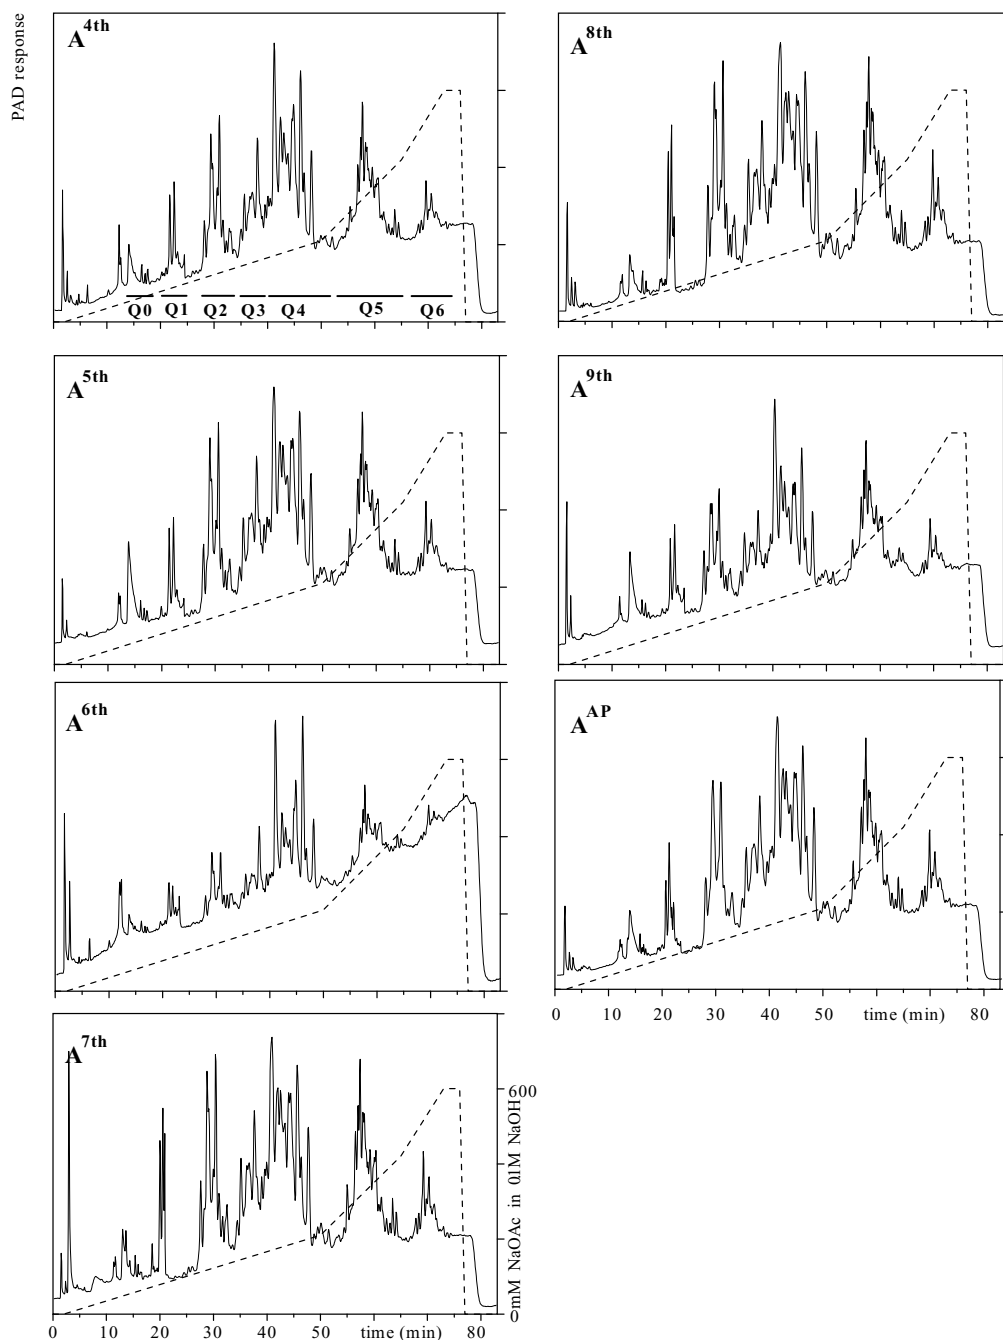 PAD response
A4th
Q0 Q1 Q2 Q3 Q4 Q5 Q6
A8th
A5th
A9th
A6th
AAP
0 10 20 30 40 50 time (min) 80
A7th
0 10 20 30 40 50 time (min) 80
600
0 mM NaOAc in 0.1M NaOH